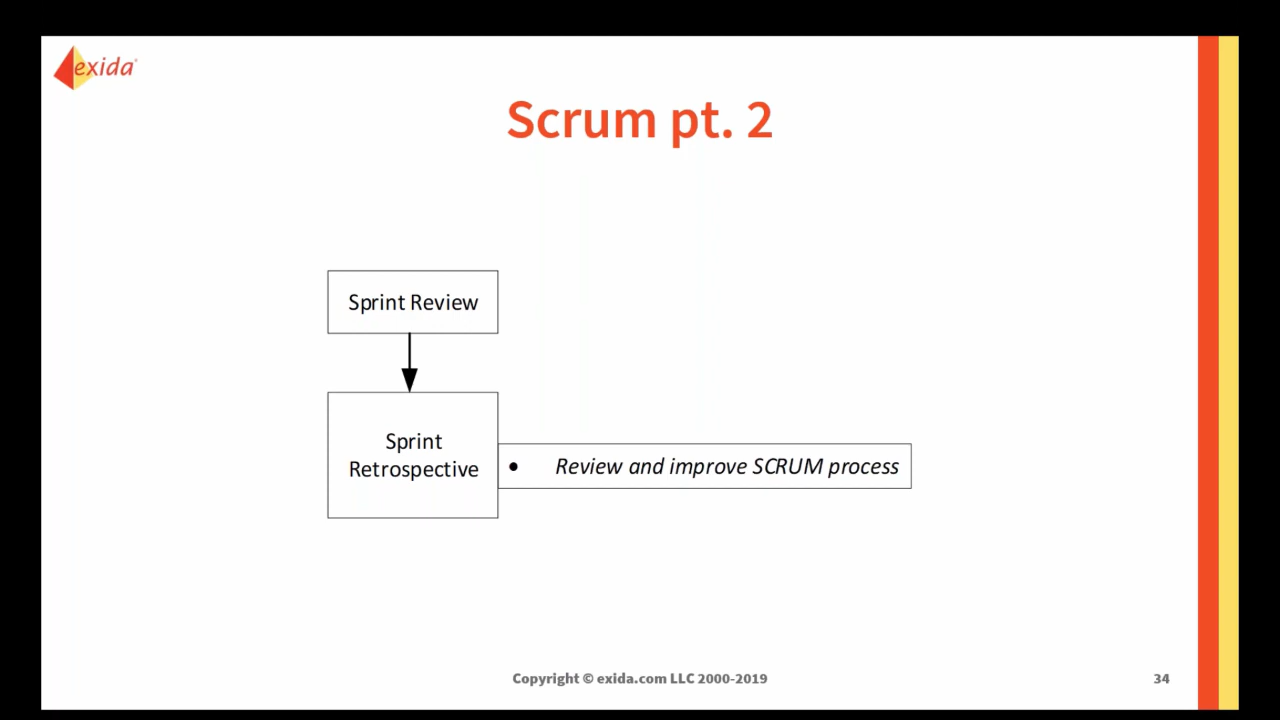 exida
Scrum pt. 2
Sprint Review
Sprint
Retrospective
• Review and improve SCRUM process
Copyright © exida.com LLC 2000-2019
34